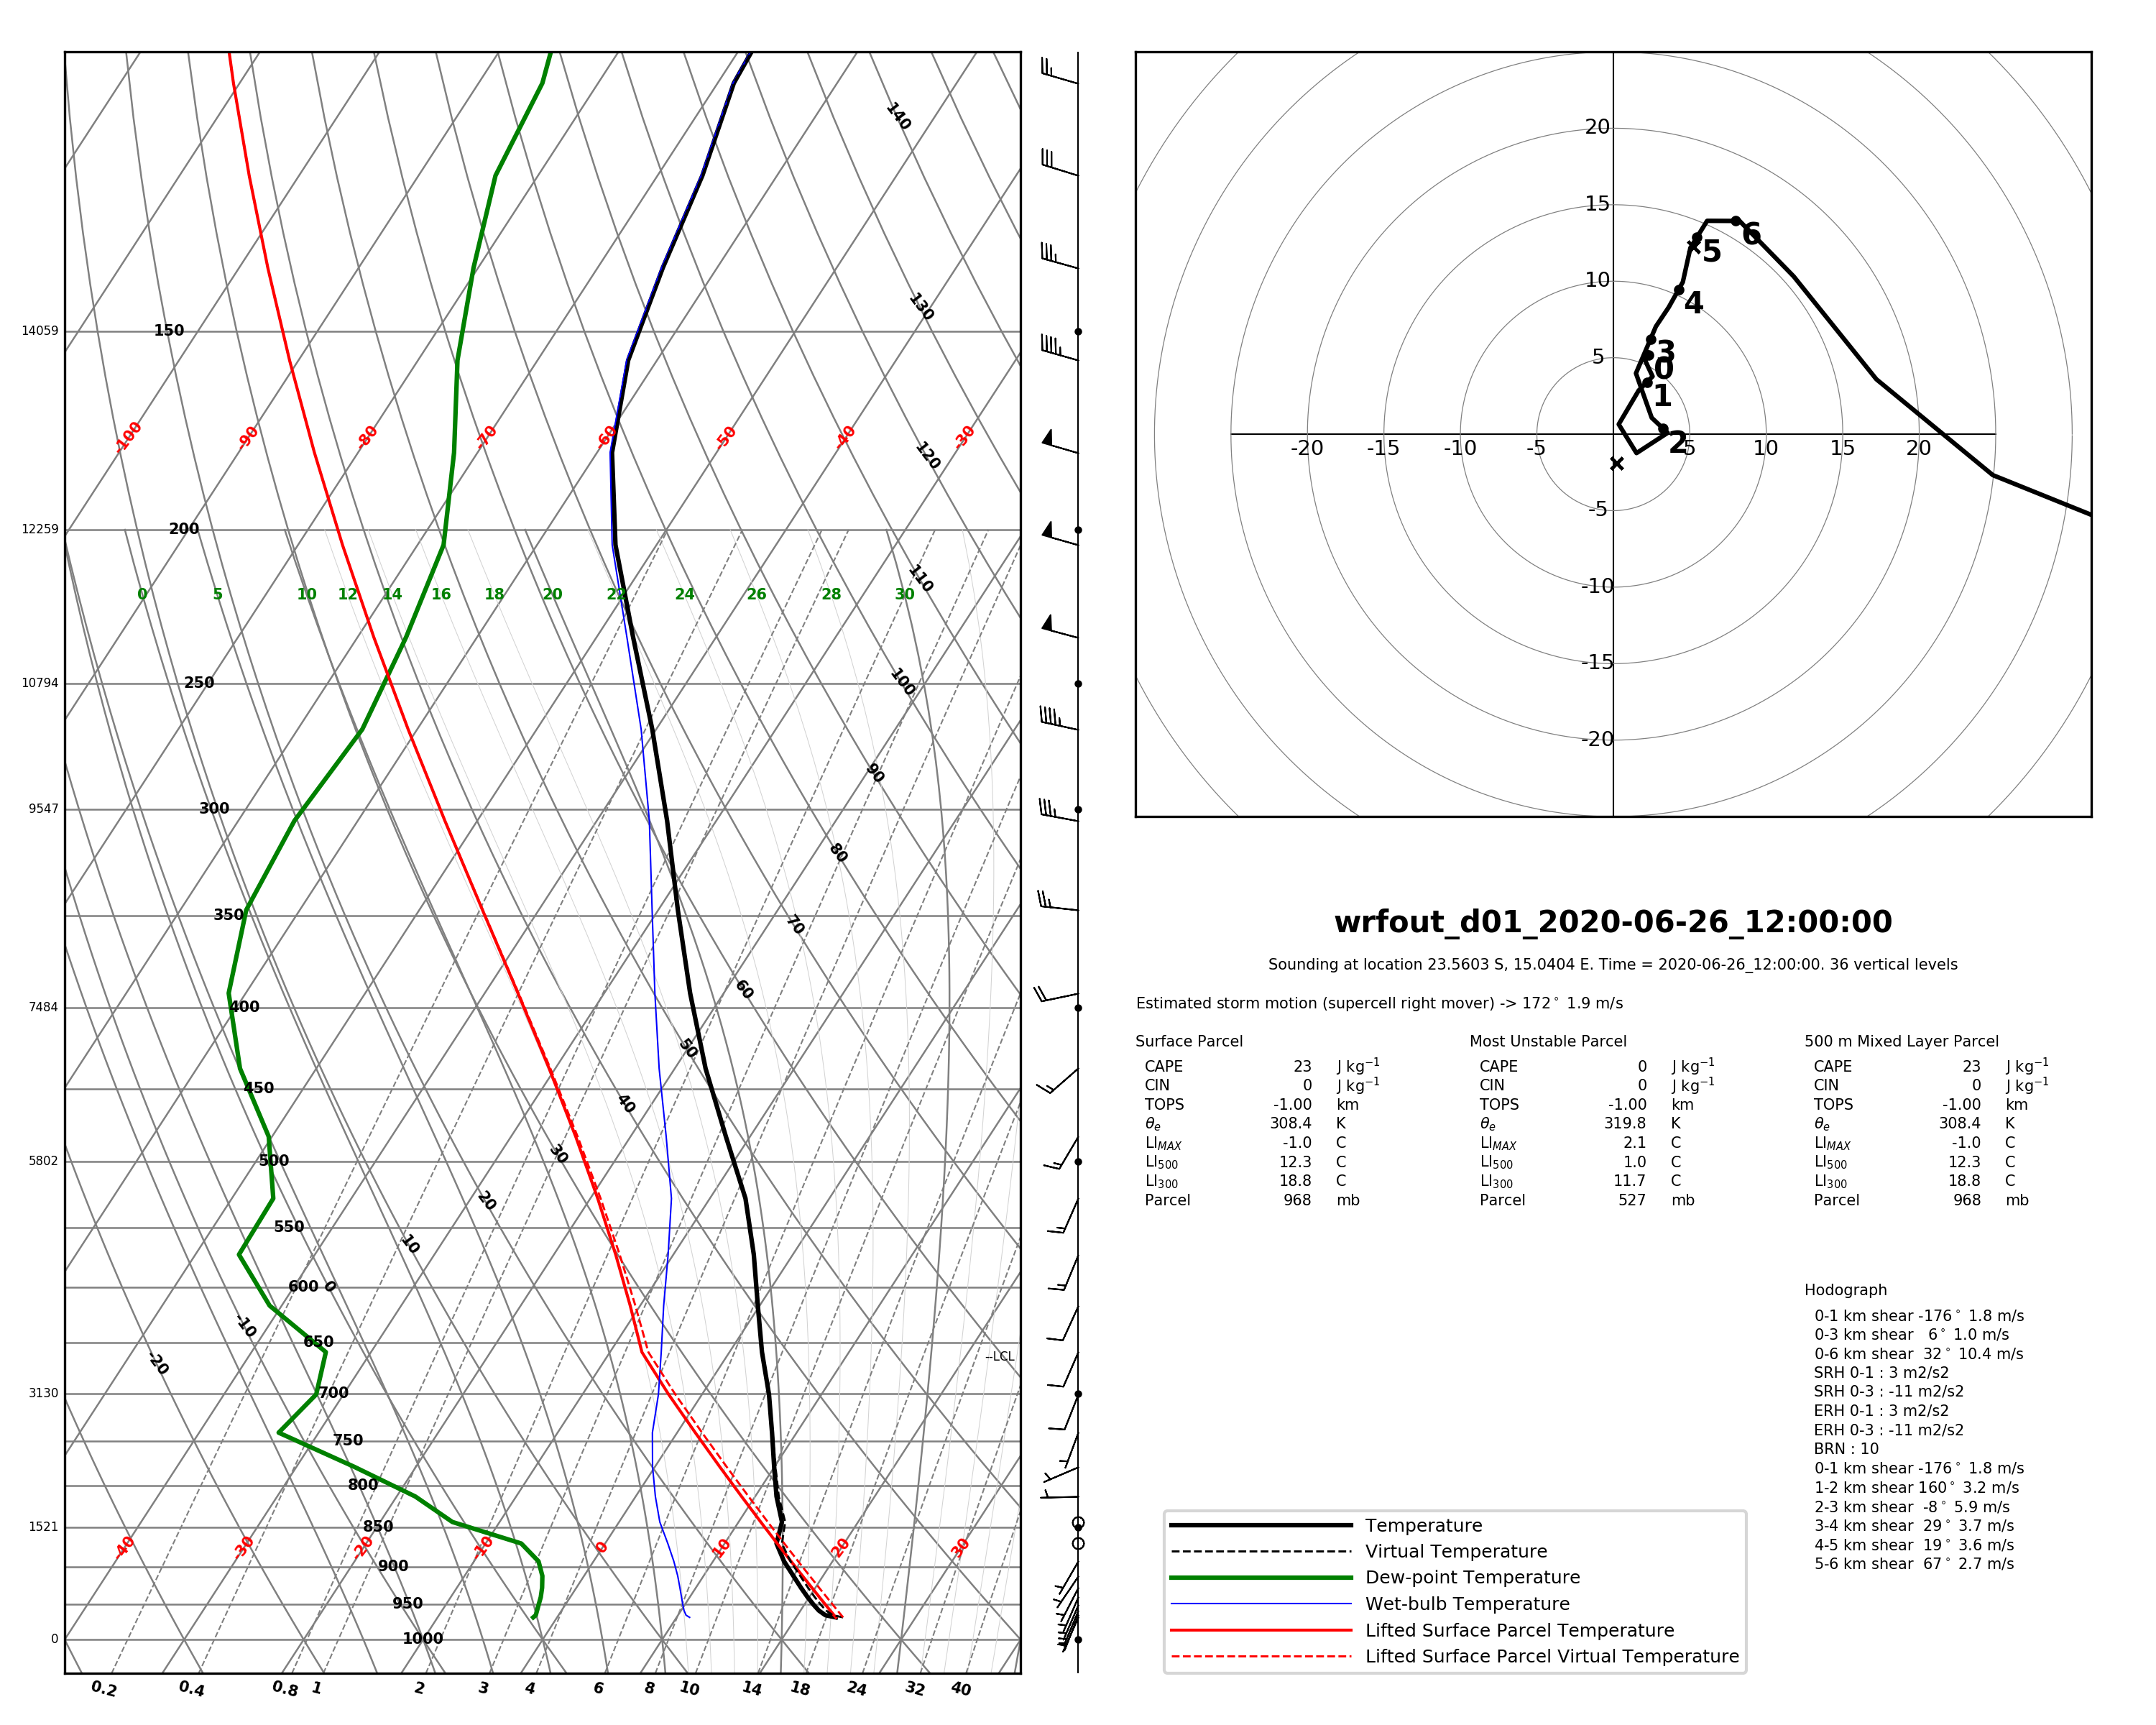 140
130
120
110
100
90
80
70
60
50
40
30
20
10
0
-10
-20
14059 150
-100 -90 -80 -70 -60 -50 -40 -30
12259 200
0 5 10 12 14 16 18 20 22 24 26 28 30
10794 250
9547 300
350
7484 400
450
5802 500
550
600
650
--LCL
3130 700
750
800
1521 850
-40 -30 -20 -10 0 10 20 30
900
950
0 1000
0.2 0.4 0.8 1 2 3 4 6 8 10 14 18 24 32 40
20
15
10
5
-20 -15 -10 -5 5 10 15 20
-5
-10
-15
-20
6
5
4
3
0
1
2
wrfout_d01_2020-06-26_12:00:00
Sounding at location 23.5603 S, 15.0404 E. Time = 2020-06-26_12:00:00. 36 vertical levels
Estimated storm motion (supercell right mover) -> 172° 1.9 m/s
Surface Parcel
CAPE 23 J kg⁻¹
CIN 0 J kg⁻¹
TOPS -1.00 km
θₑ 308.4 K
LI_MAX -1.0 C
LI₅₀₀ 12.3 C
LI₃₀₀ 18.8 C
Parcel 968 mb
Most Unstable Parcel
CAPE 0 J kg⁻¹
CIN 0 J kg⁻¹
TOPS -1.00 km
θₑ 319.8 K
LI_MAX 2.1 C
LI₅₀₀ 1.0 C
LI₃₀₀ 11.7 C
Parcel 527 mb
500 m Mixed Layer Parcel
CAPE 23 J kg⁻¹
CIN 0 J kg⁻¹
TOPS -1.00 km
θₑ 308.4 K
LI_MAX -1.0 C
LI₅₀₀ 12.3 C
LI₃₀₀ 18.8 C
Parcel 968 mb
Hodograph
0-1 km shear -176° 1.8 m/s
0-3 km shear 6° 1.0 m/s
0-6 km shear 32° 10.4 m/s
SRH 0-1 : 3 m2/s2
SRH 0-3 : -11 m2/s2
ERH 0-1 : 3 m2/s2
ERH 0-3 : -11 m2/s2
BRN : 10
0-1 km shear -176° 1.8 m/s
1-2 km shear 160° 3.2 m/s
2-3 km shear -8° 5.9 m/s
3-4 km shear 29° 3.7 m/s
4-5 km shear 19° 3.6 m/s
5-6 km shear 67° 2.7 m/s
Temperature
Virtual Temperature
Dew-point Temperature
Wet-bulb Temperature
Lifted Surface Parcel Temperature
Lifted Surface Parcel Virtual Temperature